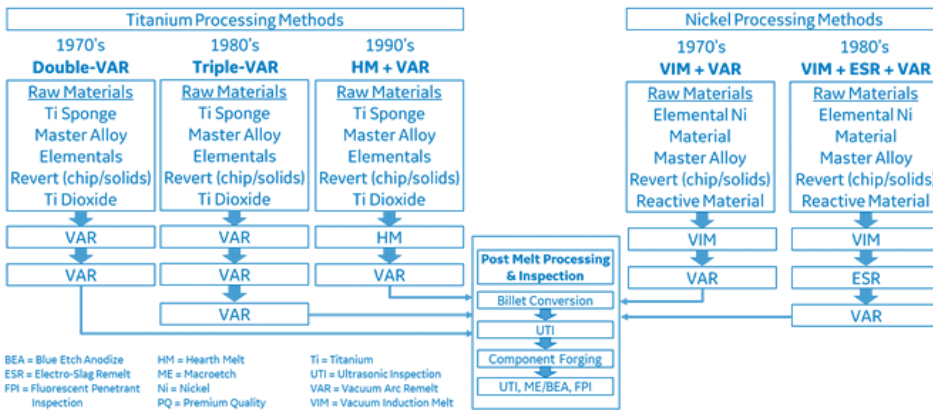 Titanium Processing Methods
Nickel Processing Methods
1970's
Double-VAR
Raw Materials
Ti Sponge
Master Alloy
Elementals
Revert (chip/solids)
Ti Dioxide
VAR
VAR
1980's
Triple-VAR
Raw Materials
Ti Sponge
Master Alloy
Elements
Revert (chip/solids)
Ti Dioxide
VAR
VAR
VAR
1990's
HM + VAR
Raw Materials
Ti Sponge
Master Alloy
Elements
Revert (chip/solids)
Ti Dioxide
HM
VAR
Post Melt Processing
& Inspection
Billet Conversion
UTI
Component Forging
UTI, ME/BEA, FPI
1970's
VIM + VAR
Raw Materials
Elemental Ni
Material
Master Alloy
Revert (chip/solids)
Reactive Material
VIM
VAR
1980's
VIM + ESR + VAR
Raw Materials
Elemental Ni
Material
Master Alloy
Revert (chip/solids)
Reactive Material
VIM
ESR
VAR
BEA = Blue Etch Anodize
ESR = Electro-Slag Remelt
FPI = Fluorescent Penetrant
Inspection
HM = Hearth Melt
ME = Macroetch
Ni = Nickel
PQ = Premium Quality
Ti = Titanium
UTI = Ultrasonic Inspection
VAR = Vacuum Arc Remelt
VIM = Vacuum Induction Melt